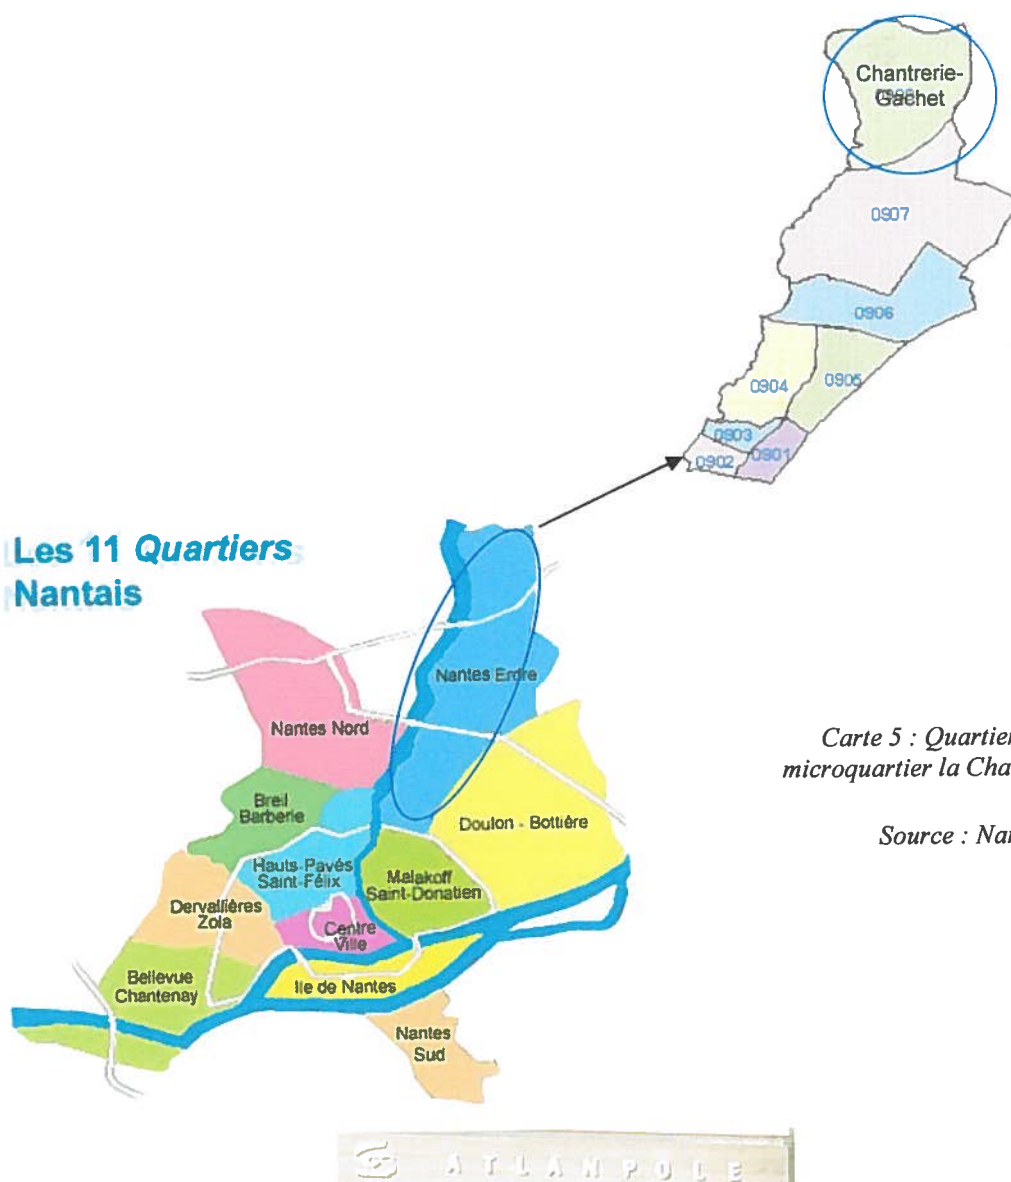 Chantrerie-
Gachet
0907
0906
0905
0904
0903
0901
0902
Les 11 Quartiers
Nantais
Nantes Erdre
Nantes Nord
Carte 5 : Quartier
microquartier la Cha
Source : Nan
Breil
Barberie
Doulon - Bottière
Hauts-Pavés
Saint-Félix
Malakoff
Saint-Donatien
Dervallières
Zola
Centre
Ville
Bellevue
Chantenay
Ile de Nantes
Nantes
Sud
ATLANPOLE